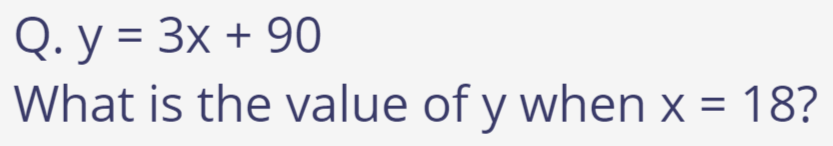 Q. y = 3x + 90
What is the value of y when x = 18?